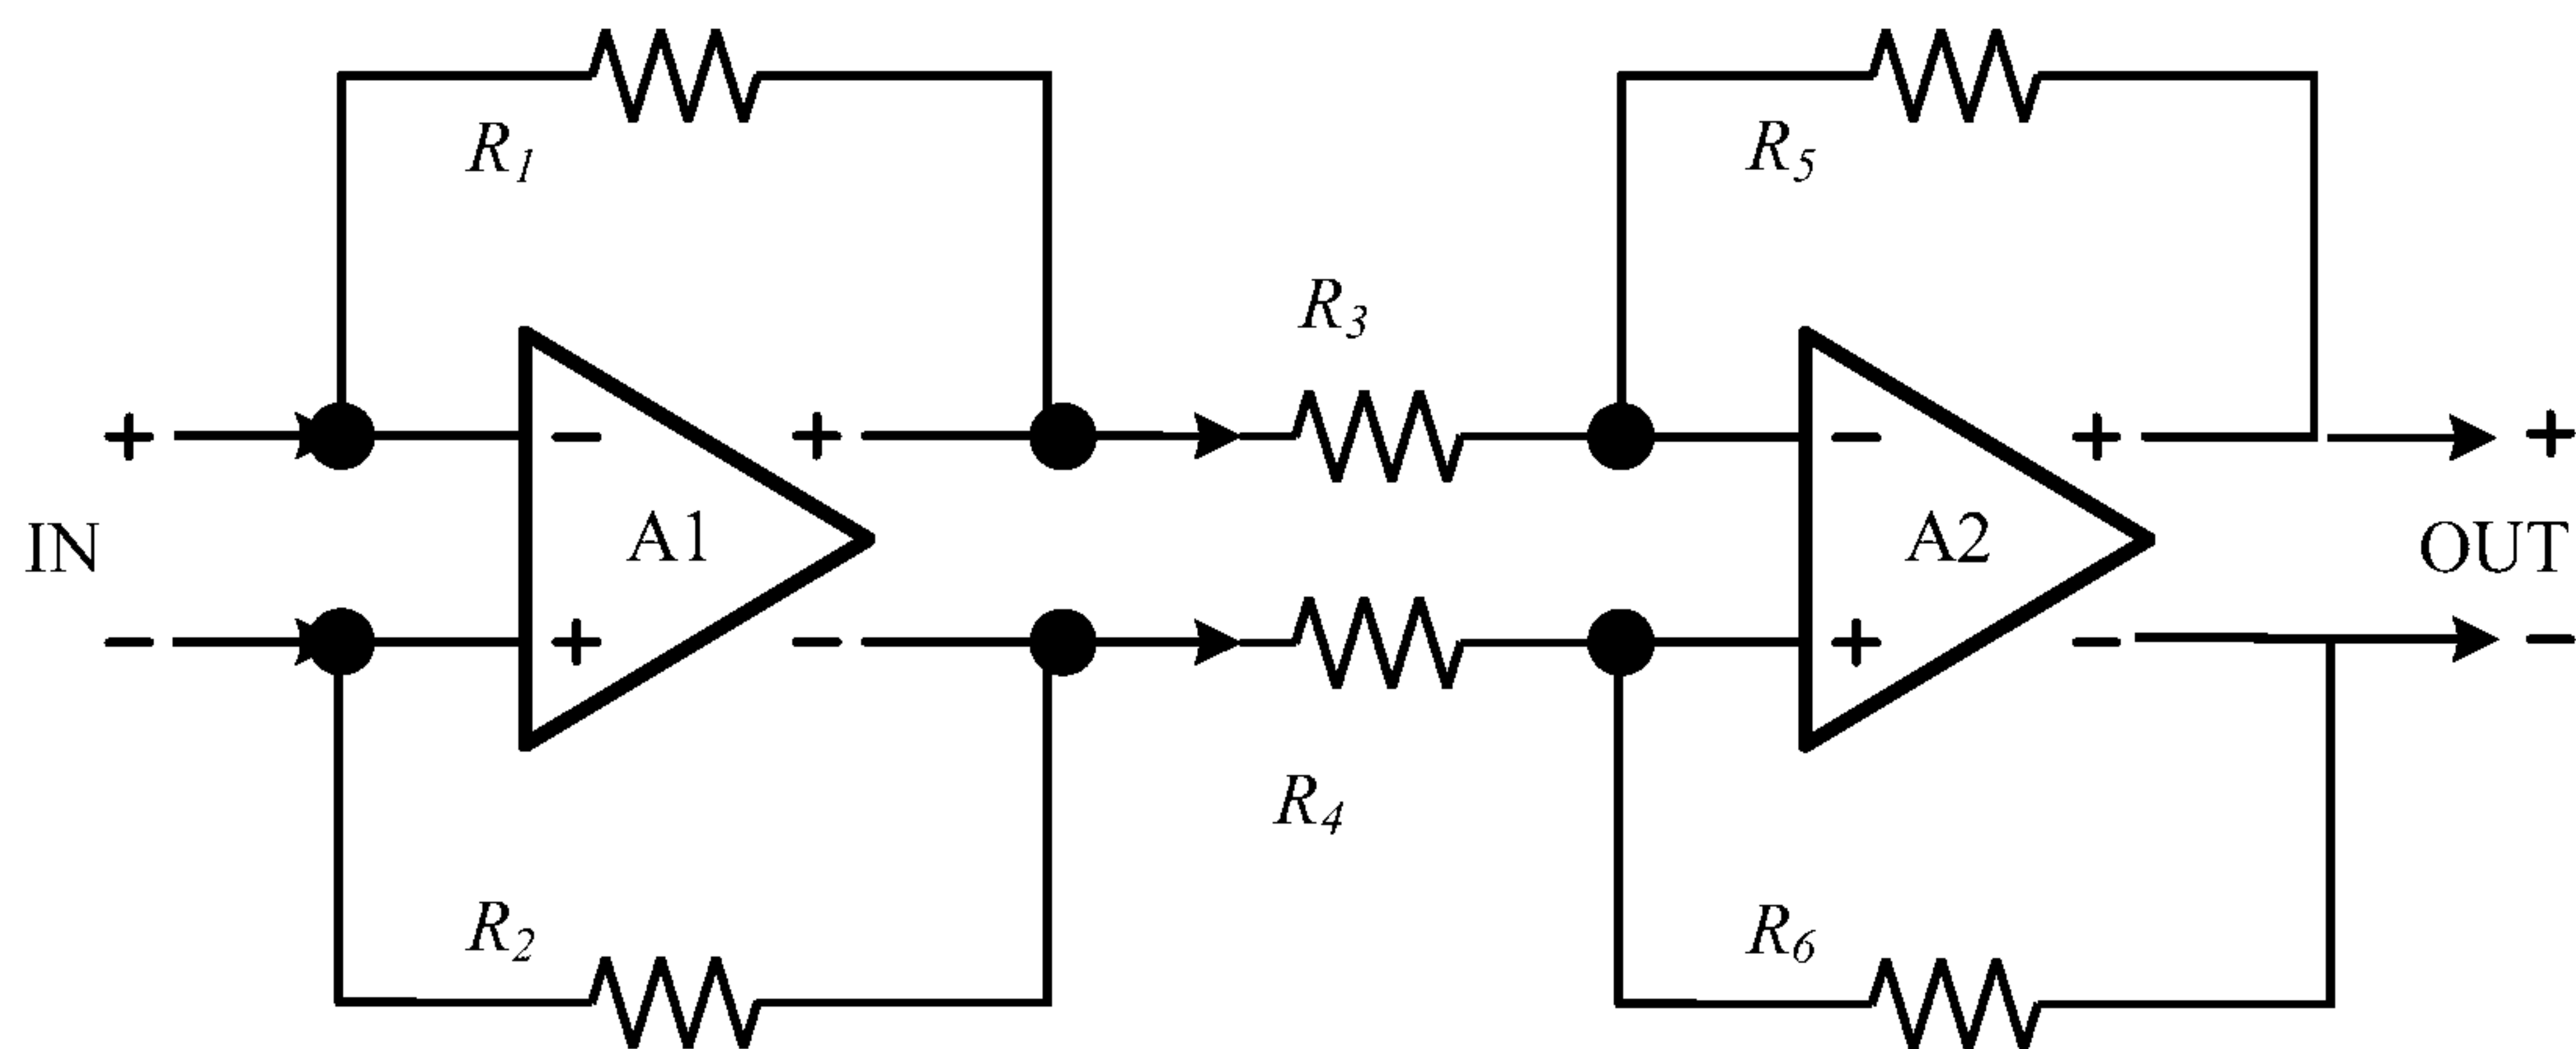 R1
R5
R3
+ - + - + +
IN A1 A2 OUT
- + - + - -
R4
R2
R6